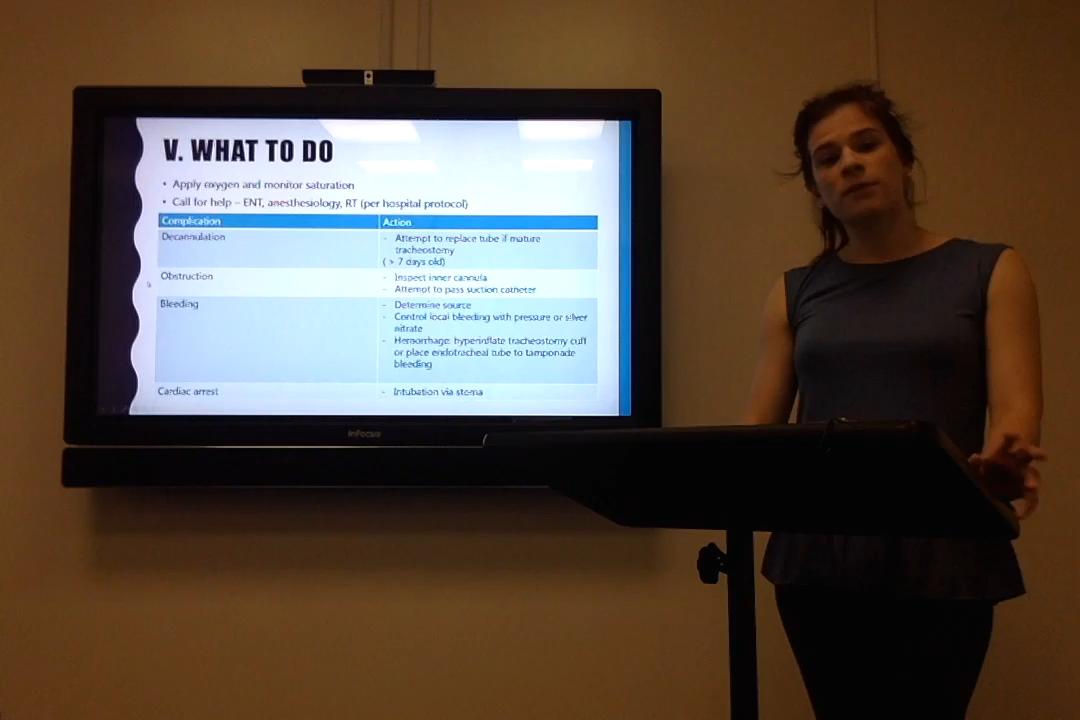 V. WHAT TO DO
• Apply oxygen and monitor saturation
• Call for help – ENT, anesthesiology, RT (per hospital protocol)
Complication Action
Decannulation - Attempt to replace tube if mature
tracheostomy
( > 7 days old)
Obstruction - Inspect inner cannula
- Attempt to pass suction catheter
Bleeding - Determine source
- Control local bleeding with pressure or silver
nitrate
- Hemorrhage: hyperinflate tracheostomy cuff
or place endotracheal tube to tamponade
bleeding
Cardiac arrest - Intubation via stoma
InFocus